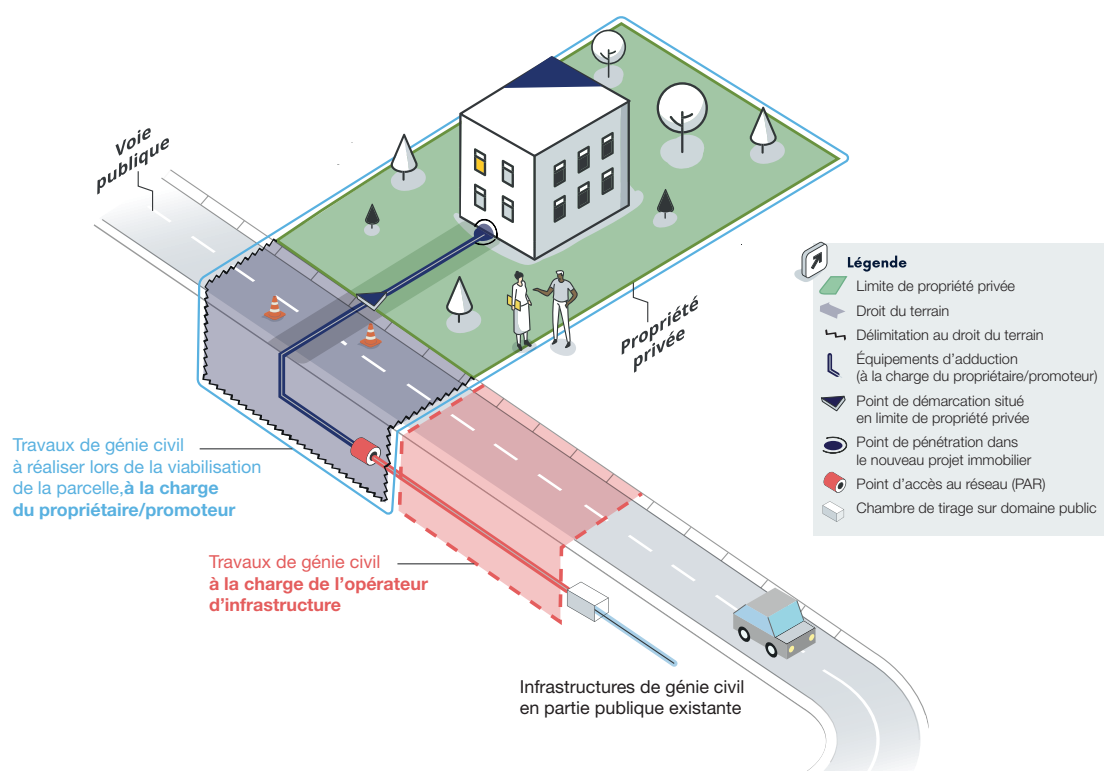 Voie
publique
Propriété
privée
Légende
Limite de propriété privée
Droit du terrain
Délimitation au droit du terrain
Équipements d’adduction
(à la charge du propriétaire/promoteur)
Point de démarcation situé
en limite de propriété privée
Point de pénétration dans
le nouveau projet immobilier
Point d’accès au réseau (PAR)
Chambre de tirage sur domaine public
Travaux de génie civil
à réaliser lors de la viabilisation
de la parcelle,à la charge
du propriétaire/promoteur
Travaux de génie civil
à la charge de l’opérateur
d’infrastructure
Infrastructures de génie civil
en partie publique existante